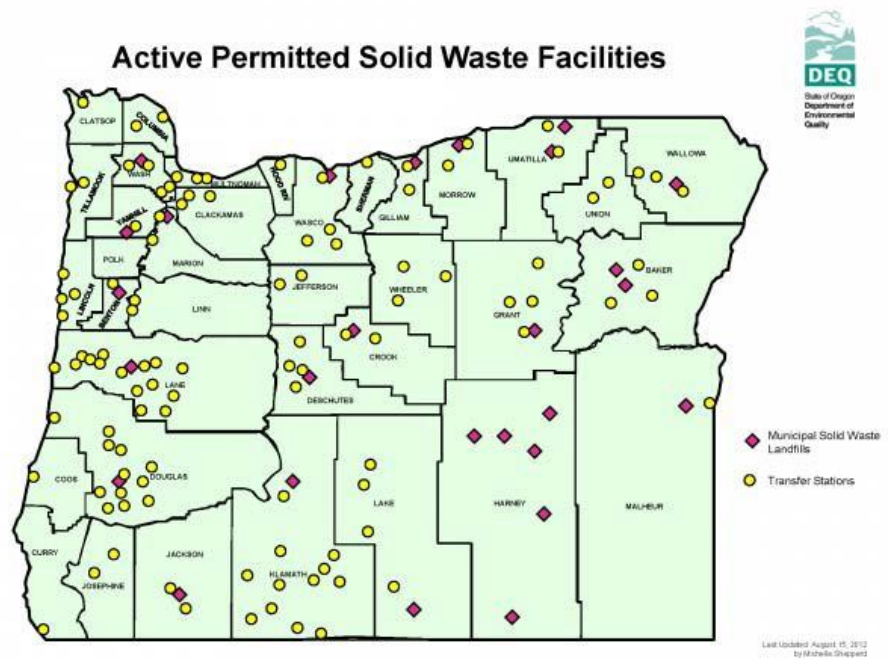 Active Permitted Solid Waste Facilities
DEQ
State of Oregon
Department of
Environmental
Quality
CLATSOP
COLUMBIA
WASH
TILLAMOOK
MULTNOMAH
HOOD RIV
SHERMAN
GILLIAM
MORROW
UMATILLA
WALLOWA
UNION
YAMHILL
CLACKAMAS
WASCO
POLK
MARION
LINCOLN
BENTON
LINN
JEFFERSON
WHEELER
GRANT
BAKER
CROOK
DESCHUTES
LANE
COOS
DOUGLAS
LAKE
HARNEY
MALHEUR
CURRY
JOSEPHINE
JACKSON
KLAMATH
Municipal Solid Waste
Landfills
Transfer Stations
Last Updated: August 15, 2012
by Michelle Shepperd